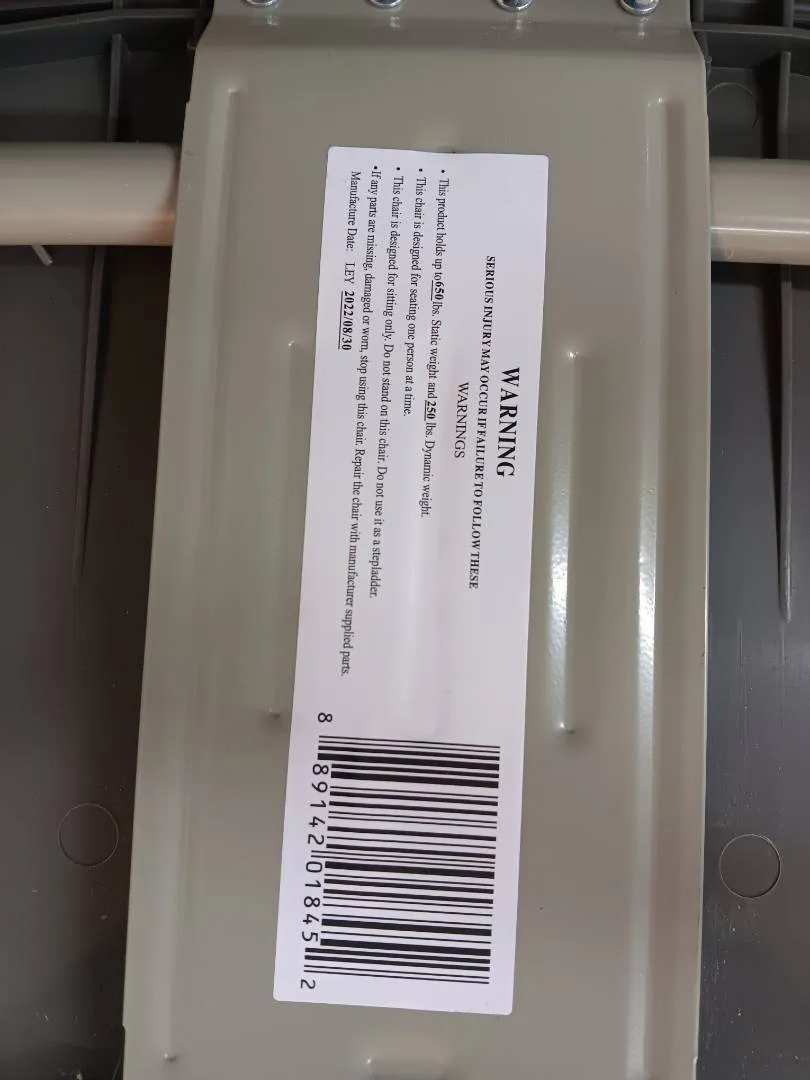 WARNING
SERIOUS INJURY MAY OCCUR IF FAILURE TO FOLLOW THESE
WARNINGS
• This product holds up to 650 lbs. Static weight and 250 lbs. Dynamic weight.
• This chair is designed for seating one person at a time.
• This chair is designed for sitting only. Do not stand on this chair. Do not use it as a stepladder.
•If any parts are missing, damaged or worn, stop using this chair. Repair the chair with manufacturer supplied parts.
Manufacture Date: LEY 2022/08/30
8 89142 01845 2